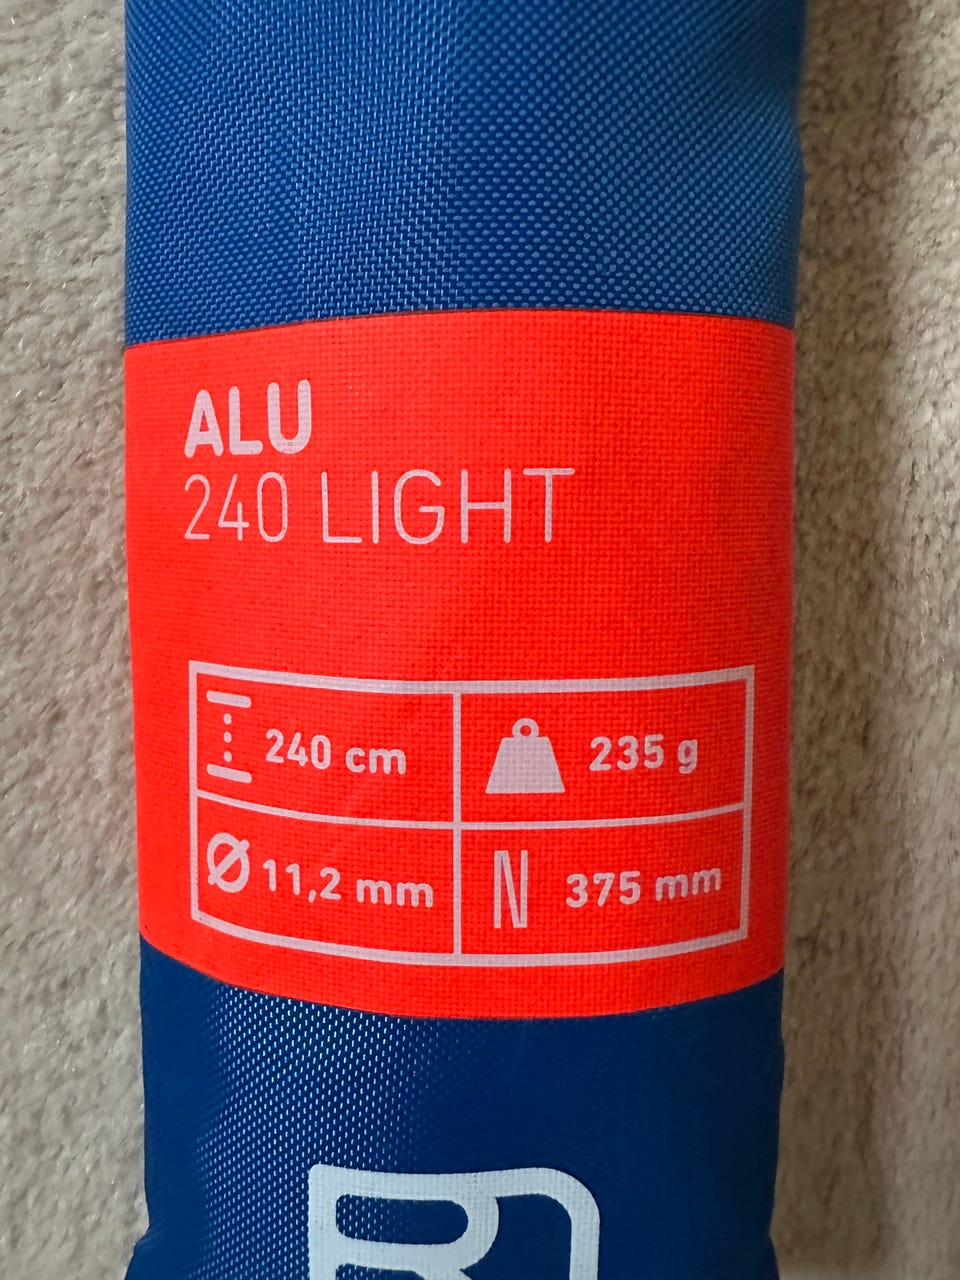 ALU
240 LIGHT
240 cm
235 g
Ø 11,2 mm
375 mm